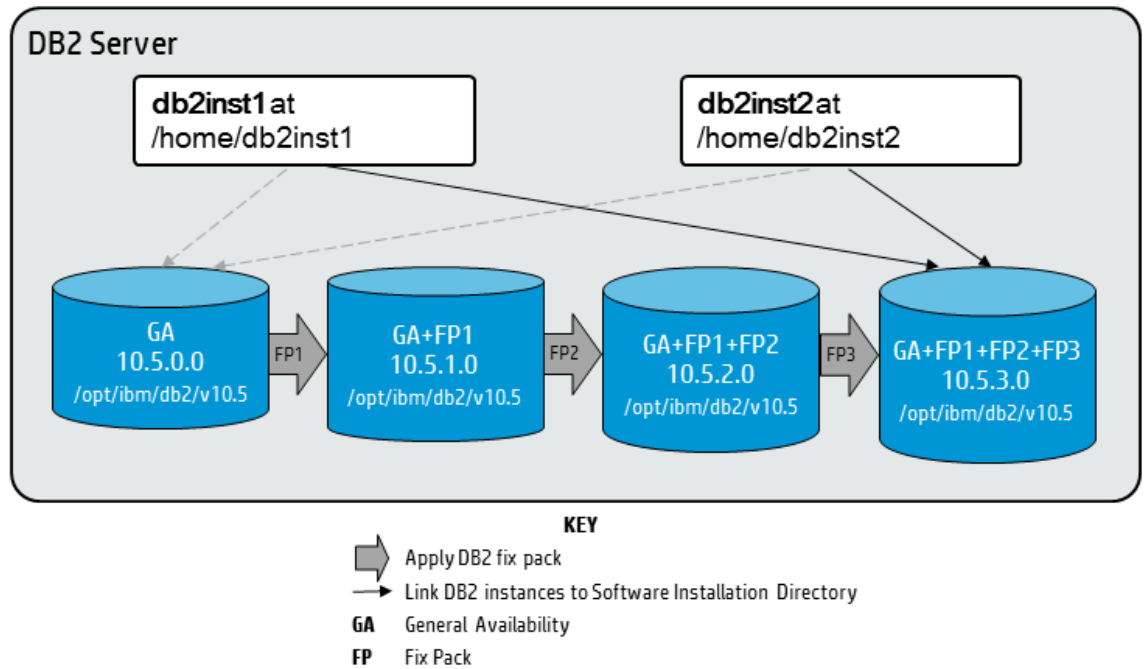 DB2 Server
db2inst1 at
/home/db2inst1
db2inst2 at
/home/db2inst2
GA
10.5.0.0
/opt/ibm/db2/v10.5
FP1
GA+FP1
10.5.1.0
/opt/ibm/db2/v10.5
FP2
GA+FP1+FP2
10.5.2.0
/opt/ibm/db2/v10.5
FP3
GA+FP1+FP2+FP3
10.5.3.0
/opt/ibm/db2/v10.5
KEY
Apply DB2 fix pack
Link DB2 instances to Software Installation Directory
GA General Availability
FP Fix Pack